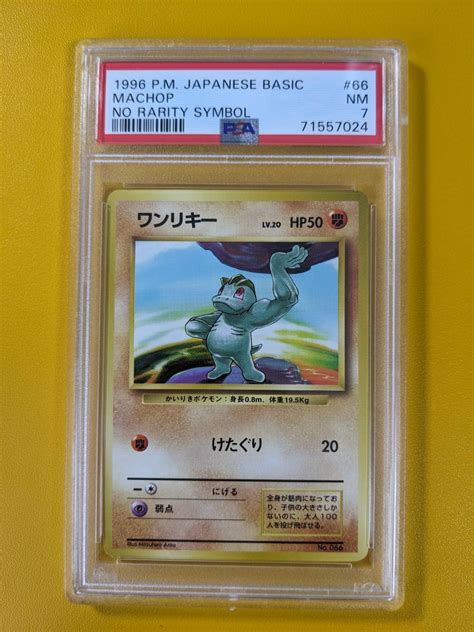 1996 P.M. JAPANESE BASIC #66
MACHOP NM
NO RARITY SYMBOL 7
PSA 71557024
ワンリキー LV.20 HP50
かいりきポケモン：身長0.8m、体重19.5Kg
けたぐり 20
にげる
弱点
全身が筋肉になってお
り、子供の大きさしか
ないのに、大人100
人を投げ飛ばせる
Illus. Mitsuhiro Arita
No.066